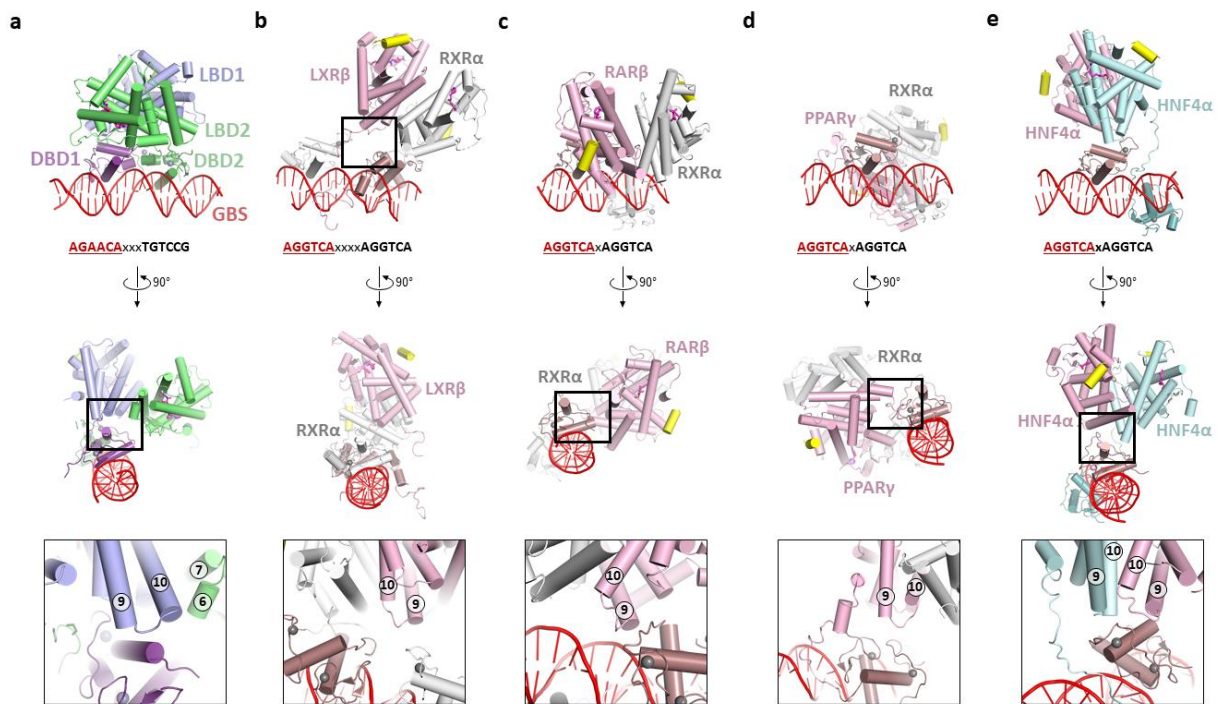 a
LBD1
LBD2
DBD1
DBD2
GBS
AGAACAxxxTGTCCG
90°
9
10
7
6
b
LXRβ
RXRα
AGGTCAxxxxAGGTCA
90°
LXRβ
RXRα
10
9
c
RARβ
RXRα
AGGTCAxAGGTCA
90°
RARβ
RXRα
10
9
d
RXRα
PPARγ
AGGTCAxAGGTCA
90°
RXRα
PPARγ
9
10
e
HNF4α
HNF4α
AGGTCAxAGGTCA
90°
HNF4α
HNF4α
10
9
10
9